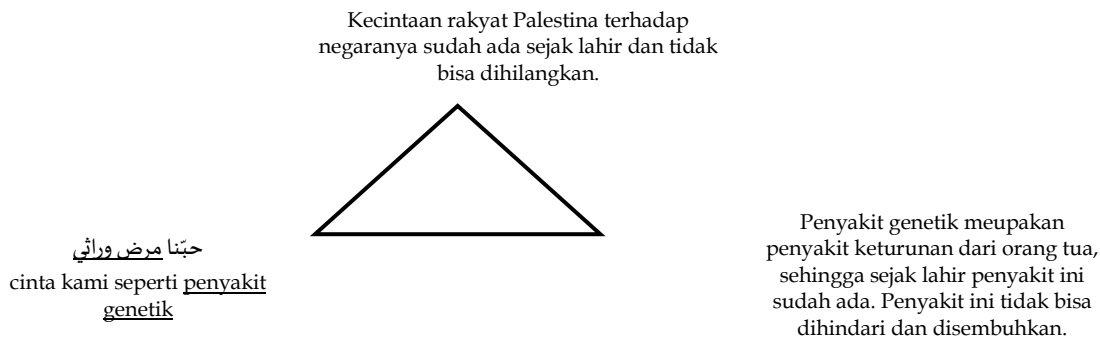 Kecintaan rakyat Palestina terhadap
negaranya sudah ada sejak lahir dan tidak
bisa dihilangkan.
حبّنا مرض وراثي
cinta kami seperti penyakit
genetik
Penyakit genetik meupakan
penyakit keturunan dari orang tua,
sehingga sejak lahir penyakit ini
sudah ada. Penyakit ini tidak bisa
dihindari dan disembuhkan.